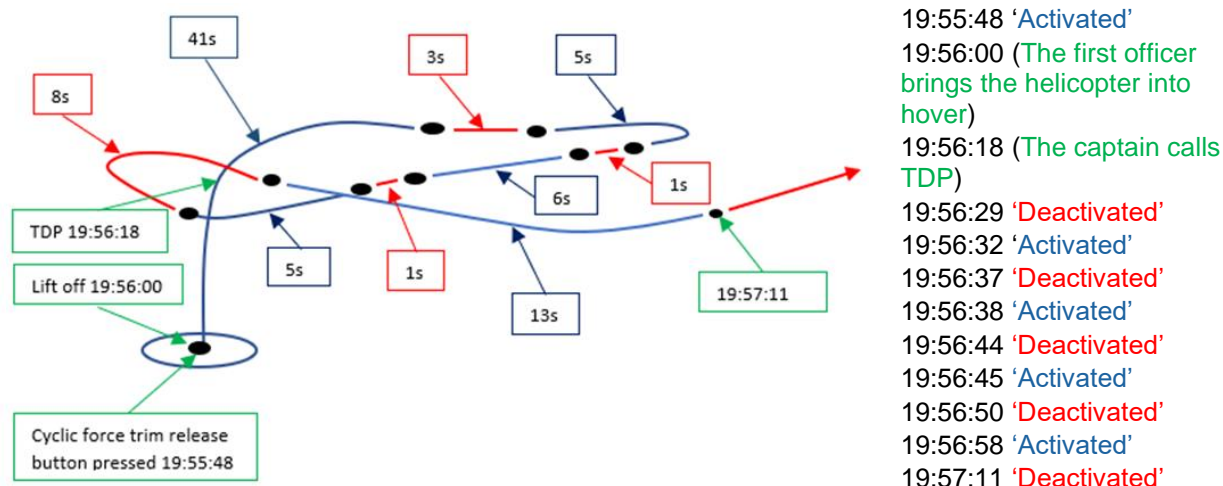 41s
3s
5s
8s
1s
6s
TDP 19:56:18
5s
1s
Lift off 19:56:00
19:57:11
13s
Cyclic force trim release
button pressed 19:55:48
19:55:48 ‘Activated’
19:56:00 (The first officer
brings the helicopter into
hover)
19:56:18 (The captain calls
TDP)
19:56:29 ‘Deactivated’
19:56:32 ‘Activated’
19:56:37 ‘Deactivated’
19:56:38 ‘Activated’
19:56:44 ‘Deactivated’
19:56:45 ‘Activated’
19:56:50 ‘Deactivated’
19:56:58 ‘Activated’
19:57:11 ‘Deactivated’